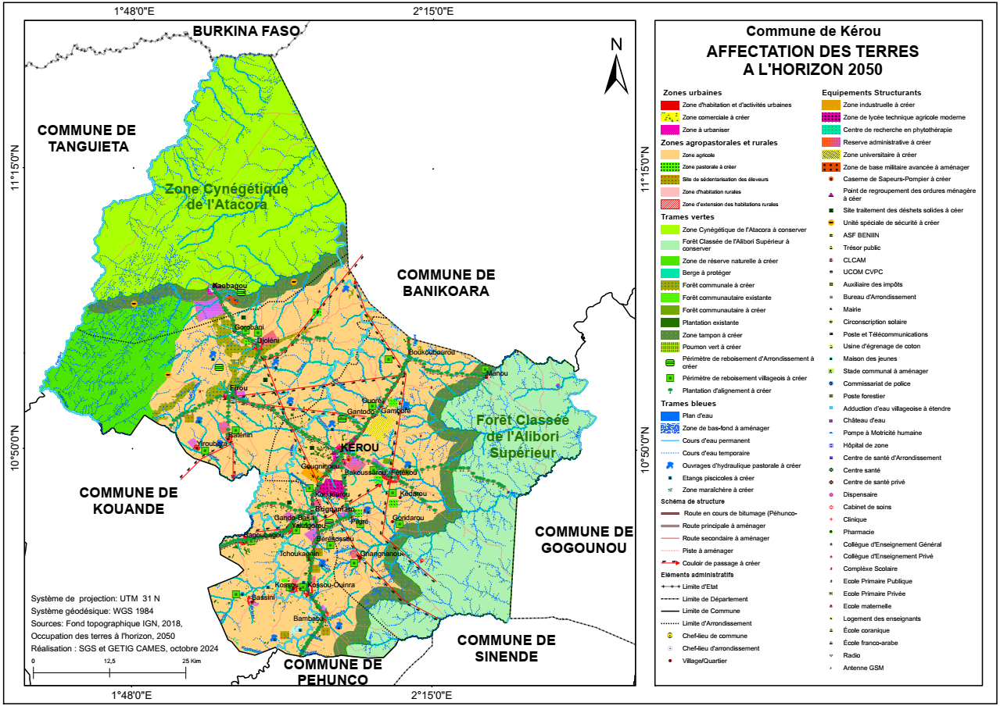 1°48'0"E
2°15'0"E
BURKINA FASO
N
COMMUNE DE
TANGUIETA
11°15'0"N
11°15'0"N
Zone Cynégétique
de l'Atacora
COMMUNE DE
BANIKOARA
Kaobagou
Gorobani
Djoléni
Boukoubourou
Manou
Firou
Ouoré
Gantodo
Gamboré
Forêt Classée
de l'Alibori
Supérieur
Batenin
Yiroubara
KEROU
10°50'0"N
10°50'0"N
Gougninnou
Bakoussarou
Fètékou
COMMUNE DE
KOUANDE
Kongourou
Kédarou
Brignamaro
Gando-Baka
Yakrigorou
Pikiré
Goridarou
Bagoubagou
Bérékossou
COMMUNE DE
GOGOUNOU
Tchoukagnin
Gnangnanou
Kossou
Kossou-Ouinra
Bassini
Bambaba
COMMUNE DE
SINENDE
COMMUNE DE
PEHUNCO
Système de projection: UTM 31 N
Système géodésique: WGS 1984
Sources: Fond topographique IGN, 2018,
Occupation des terres à l'horizon, 2050
Réalisation : SGS et GETIG CAMES, octobre 2024
0 12,5 25 Km
1°48'0"E
2°15'0"E
Commune de Kérou
AFFECTATION DES TERRES
A L'HORIZON 2050
Zones urbaines
Zone d'habitation et d'activités urbaines
Zone comerciale à créer
Zone à urbaniser
Zones agropastorales et rurales
Zone agricole
Zone pastorale à créer
Site de sédentarisation des éleveurs
Zone d'habitation rurales
Zone d'extension des habitations rurales
Trames vertes
Zone Cynégétique de l'Atacora à conserver
Forêt Classée de l'Alibori Supérieur à
conserver
Zone de réserve naturelle à créer
Berge à protéger
Forêt communale à créer
Forêt communautaire existante
Forêt communautaire à créer
Plantation existante
Zone tampon à créer
Poumon vert à créer
Périmètre de reboisement d'Arrondissement à
créer
Périmètre de reboisement villageois à créer
Plantation d'alignement à créer
Trames bleues
Plan d'eau
Zone de bas-fond à aménager
Cours d'eau permanent
Cours d'eau temporaire
Ouvrages d'hydraulique pastorale à créer
Etangs piscicoles à créer
Zone maraîchère à créer
Schéma de structure
Route en cours de bitumage (Péhunco-
Route principale à aménager
Route secondaire à aménager
Piste à aménager
Couloir de passage à créer
Eléments administratifs
Limite d'Etat
Limite de Département
Limite de Commune
Limite d'Arrondissement
Chef-lieu de commune
Chef-lieu d'arrondissement
Village/Quartier
Equipements Structurants
Zone industruelle à créer
Zone de lycée technique agricole moderne
Centre de recherche en phytothérapie
Reserve administrative à créer
Zone universitaire à créer
Zone de base militaire avancée à aménager
Caserne de Sapeurs-Pompier à créer
Point de regroupement des ordures ménagère
à céer
Site traitement des déshets solides à céer
Unité spéciale de sécurité à créer
ASF BENIIN
Trésor public
CLCAM
UCOM CVPC
Auxiliaire des impôts
Bureau d'Arrondissement
Mairie
Circonscription solaire
Poste et Télécommunications
Usine d'égrenage de coton
Maison des jeunes
Stade communal à aménager
Commissariat de police
Poste forestier
Adduction d'eau villageoise à étendre
Château d'eau
Pompe à Motricité humaine
Hôpital de zone
Centre de santé d'Arrondissement
Centre santé
Centre de santé privé
Dispensaire
Cabinet de soins
Clinique
Pharmacie
Collègue d'Enseignement Général
Collègue d'Enseignement Privé
Complèxe Scolaire
Ecole Primaire Publique
Ecole Primaire Privée
Ecole maternelle
Logement des enseignants
École coranique
École franco-arabe
Radio
Antenne GSM